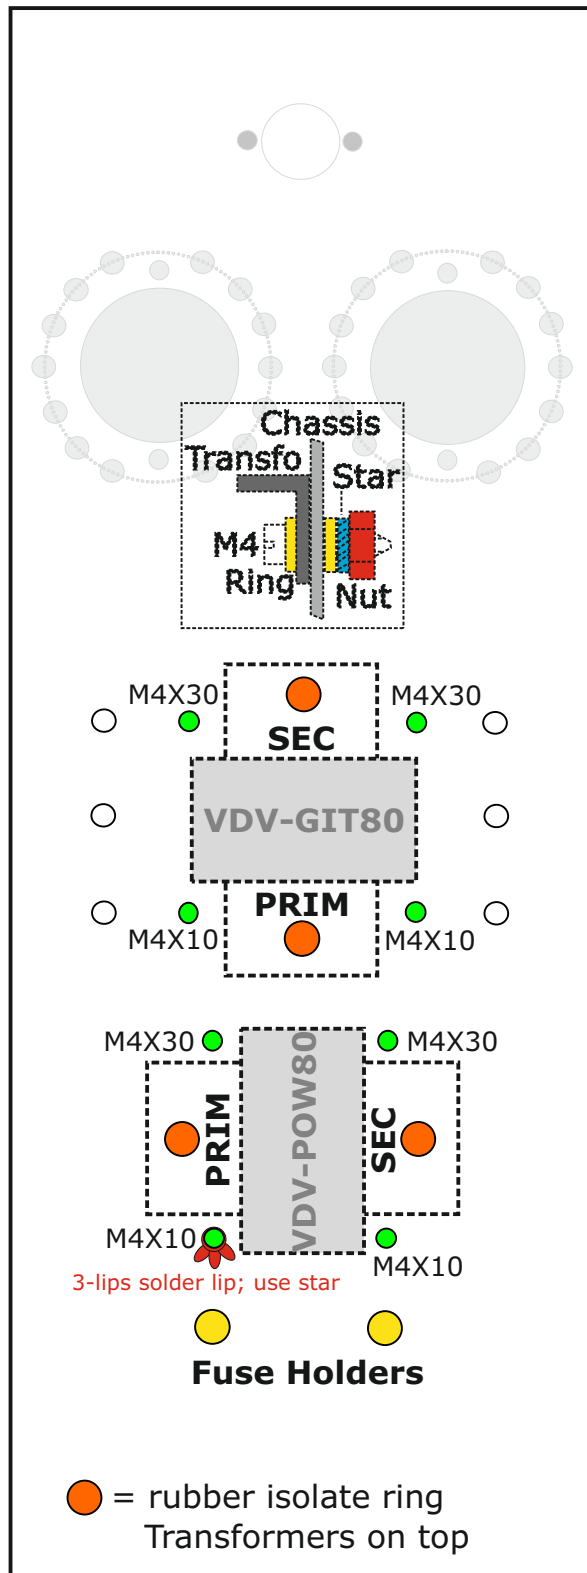 Chassis
Transfo
Star
M4
Ring
Nut
M4X30
M4X30
SEC
VDV-GIT80
PRIM
M4X10
M4X10
M4X30
M4X30
PRIM
VDV-POW80
SEC
M4X10
M4X10
3-lips solder lip; use star
Fuse Holders
= rubber isolate ring
Transformers on top